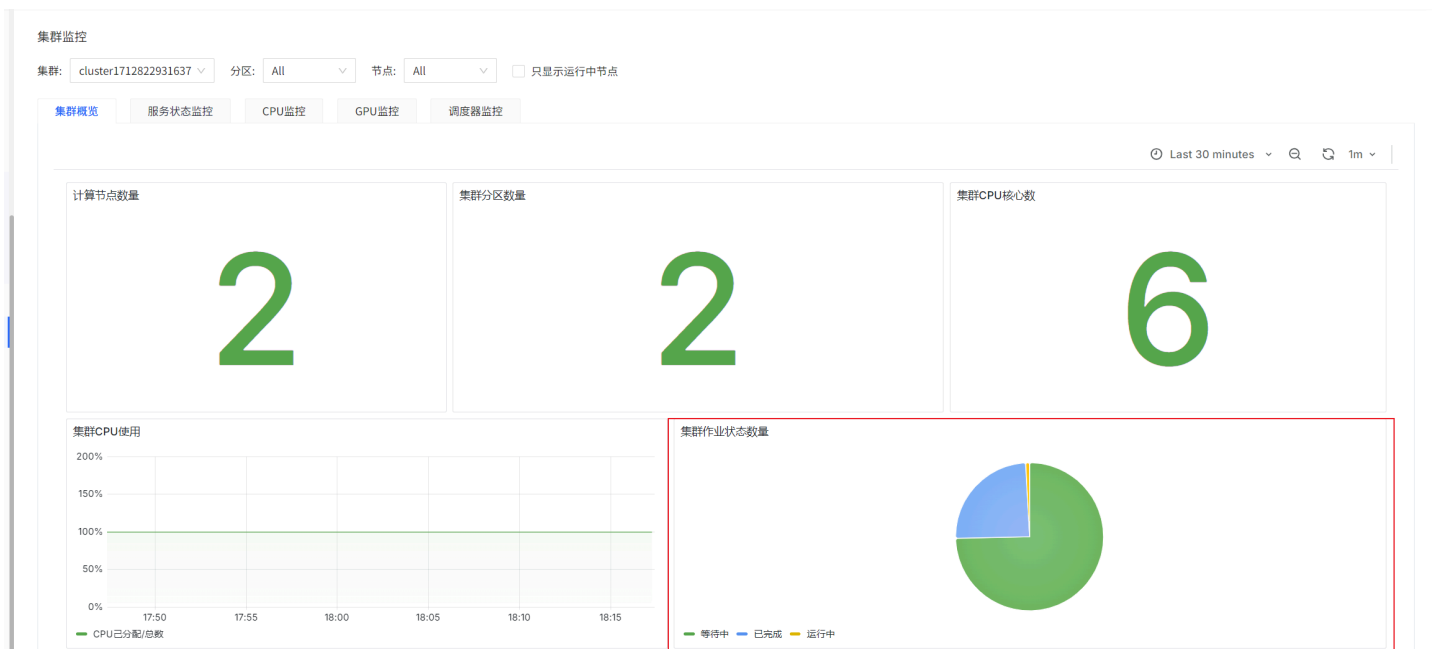 集群监控
集群: cluster1712822931637 分区: All 节点: All 只显示运行中节点
集群概览 服务状态监控 CPU监控 GPU监控 调度器监控
Last 30 minutes 1m
计算节点数量 集群分区数量 集群CPU核心数
2 2 6
集群CPU使用
200%
150%
100%
50%
0%
17:50 17:55 18:00 18:05 18:10 18:15
CPU已分配/总数
集群作业状态数量
等待中 已完成 运行中